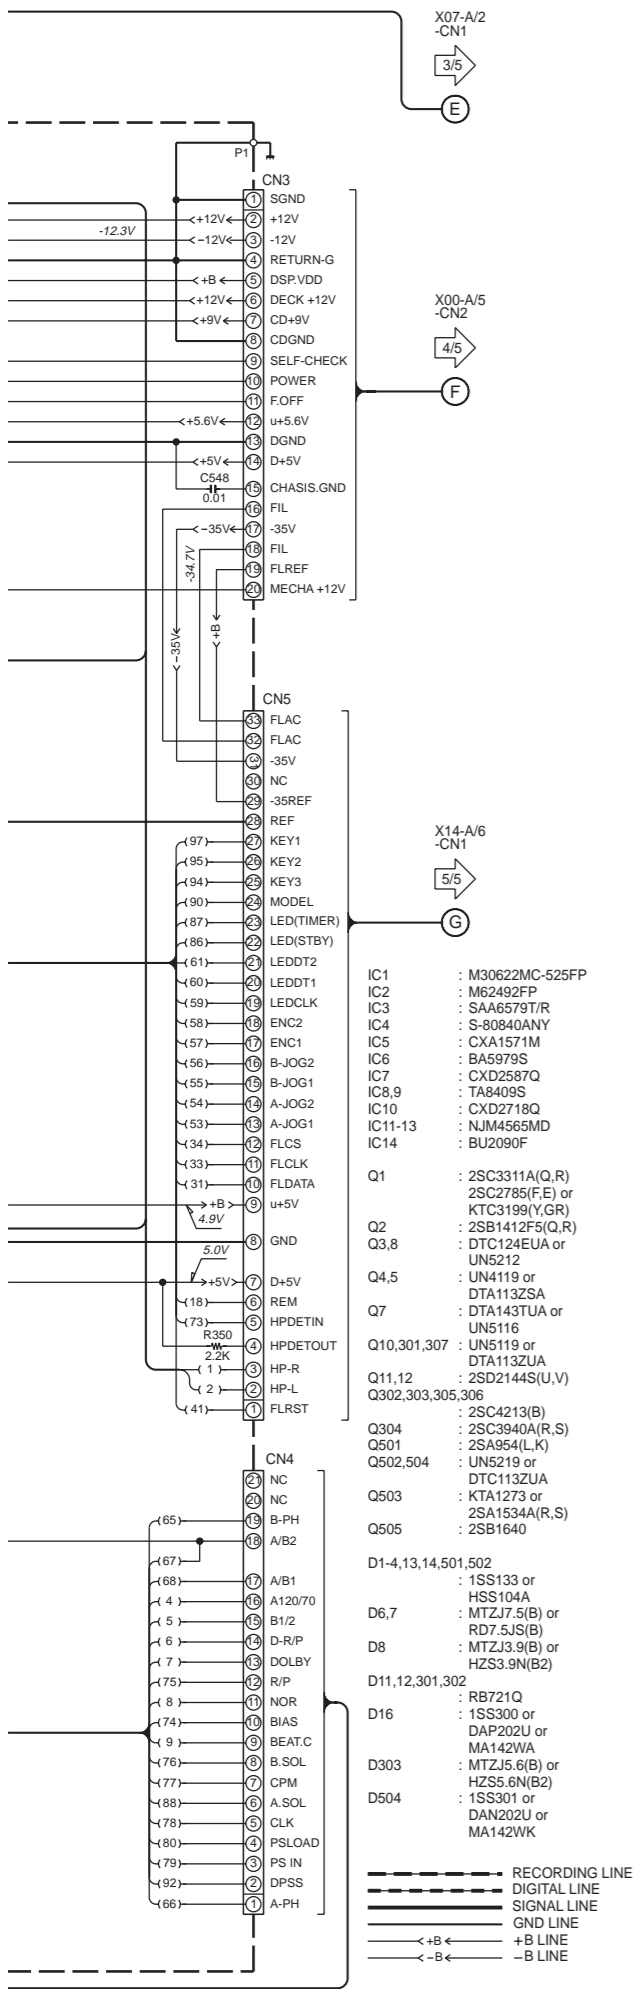 X07-A/2
-CN1
3/5
E
P1
CN3
1 SGND
<+12V< 2 +12V
-12.3V
<−12V< 3 -12V
4 RETURN-G
<+B< 5 DSP.VDD
<+12V< 6 DECK +12V
<+9V< 7 CD+9V
8 CDGND
9 SELF-CHECK
10 POWER
11 F.OFF
<+5.6V< 12 u+5.6V
13 DGND
<+5V< 14 D+5V
C548
0.01
15 CHASIS.GND
16 FIL
<−35V< 17 -35V
18 FIL
-34.7V
19 FLREF
20 MECHA +12V
<−35V<
<+B<
X00-A/5
-CN2
4/5
F
CN5
33 FLAC
32 FLAC
31 -35V
30 NC
29 -35REF
28 REF
(97) 27 KEY1
(95) 26 KEY2
(94) 25 KEY3
(90) 24 MODEL
(87) 23 LED(TIMER)
(86) 22 LED(STBY)
(61) 21 LEDDT2
(60) 20 LEDDT1
(59) 19 LEDCLK
(58) 18 ENC2
(57) 17 ENC1
(56) 16 B-JOG2
(55) 15 B-JOG1
(54) 14 A-JOG2
(53) 13 A-JOG1
(34) 12 FLCS
(33) 11 FLCLK
(31) 10 FLDATA
>+B> 9 u+5V
4.9V
8 GND
5.0V
>+5V> 7 D+5V
(18) 6 REM
(73) 5 HPDETIN
R350
2.2K
4 HPDETOUT
(1) 3 HP-R
(2) 2 HP-L
(41) 1 FLRST
X14-A/6
-CN1
5/5
G
CN4
21 NC
20 NC
(65) 19 B-PH
18 A/B2
(67)
(68) 17 A/B1
(4) 16 A120/70
(5) 15 B1/2
(6) 14 D-R/P
(7) 13 DOLBY
(75) 12 R/P
(8) 11 NOR
(74) 10 BIAS
(9) 9 BEAT.C
(76) 8 B.SOL
(77) 7 CPM
(88) 6 A.SOL
(78) 5 CLK
(80) 4 PSLOAD
(79) 3 PS IN
(92) 2 DPSS
(66) 1 A-PH
IC1 : M30622MC-525FP
IC2 : M62492FP
IC3 : SAA6579T/R
IC4 : S-80840ANY
IC5 : CXA1571M
IC6 : BA5979S
IC7 : CXD2587Q
IC8,9 : TA8409S
IC10 : CXD2718Q
IC11-13 : NJM4565MD
IC14 : BU2090F
Q1 : 2SC3311A(Q,R)
2SC2785(F,E) or
KTC3199(Y,GR)
Q2 : 2SB1412F5(Q,R)
Q3,8 : DTC124EUA or
UN5212
Q4,5 : UN4119 or
DTA113ZSA
Q7 : DTA143TUA or
UN5116
Q10,301,307 : UN5119 or
DTA113ZUA
Q11,12 : 2SD2144S(U,V)
Q302,303,305,306
: 2SC4213(B)
Q304 : 2SC3940A(R,S)
Q501 : 2SA954(L,K)
Q502,504 : UN5219 or
DTC113ZUA
Q503 : KTA1273 or
2SA1534A(R,S)
Q505 : 2SB1640
D1-4,13,14,501,502
: 1SS133 or
HSS104A
D6,7 : MTZJ7.5(B) or
RD7.5JS(B)
D8 : MTZJ3.9(B) or
HZS3.9N(B2)
D11,12,301,302
: RB721Q
D16 : 1SS300 or
DAP202U or
MA142WA
D303 : MTZJ5.6(B) or
HZS5.6N(B2)
D504 : 1SS301 or
DAN202U or
MA142WK
RECORDING LINE
DIGITAL LINE
SIGNAL LINE
GND LINE
<+B< +B LINE
<−B< −B LINE